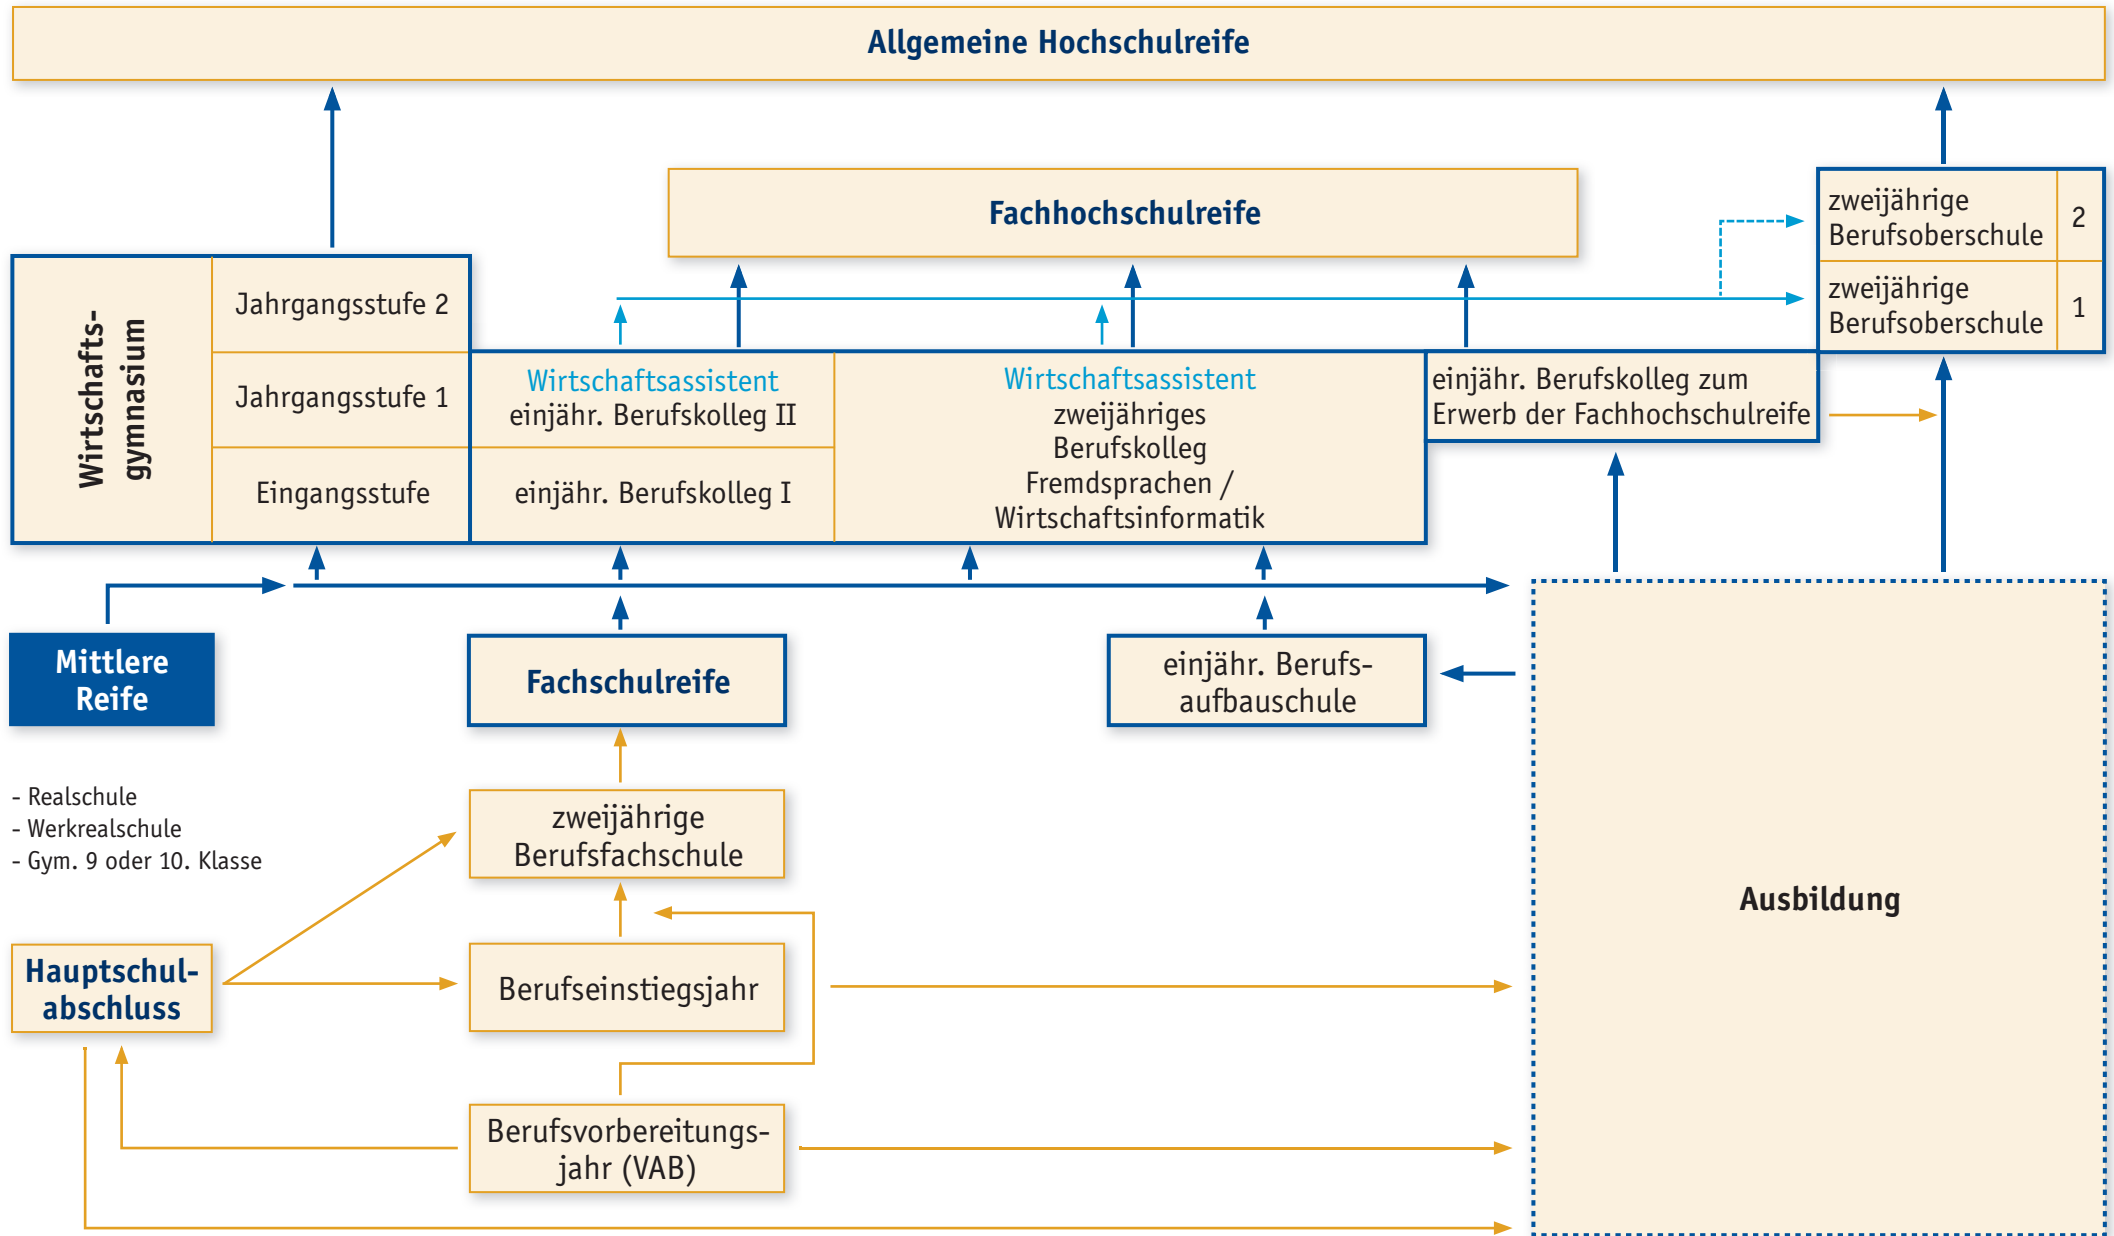 Allgemeine Hochschulreife
Fachhochschulreife
zweijährige
Berufsoberschule
2
zweijährige
Berufsoberschule
1
Wirtschafts-
gymnasium
Jahrgangsstufe 2
Jahrgangsstufe 1
Eingangsstufe
Wirtschaftsassistent
einjähr. Berufskolleg II
einjähr. Berufskolleg I
Wirtschaftsassistent
zweijähriges
Berufskolleg
Fremdsprachen /
Wirtschaftsinformatik
einjähr. Berufskolleg zum
Erwerb der Fachhochschulreife
Mittlere
Reife
Fachschulreife
einjähr. Berufs-
aufbauschule
- Realschule
- Werkrealschule
- Gym. 9 oder 10. Klasse
zweijährige
Berufsfachschule
Ausbildung
Hauptschul-
abschluss
Berufseinstiegsjahr
Berufsvorbereitungs-
jahr (VAB)